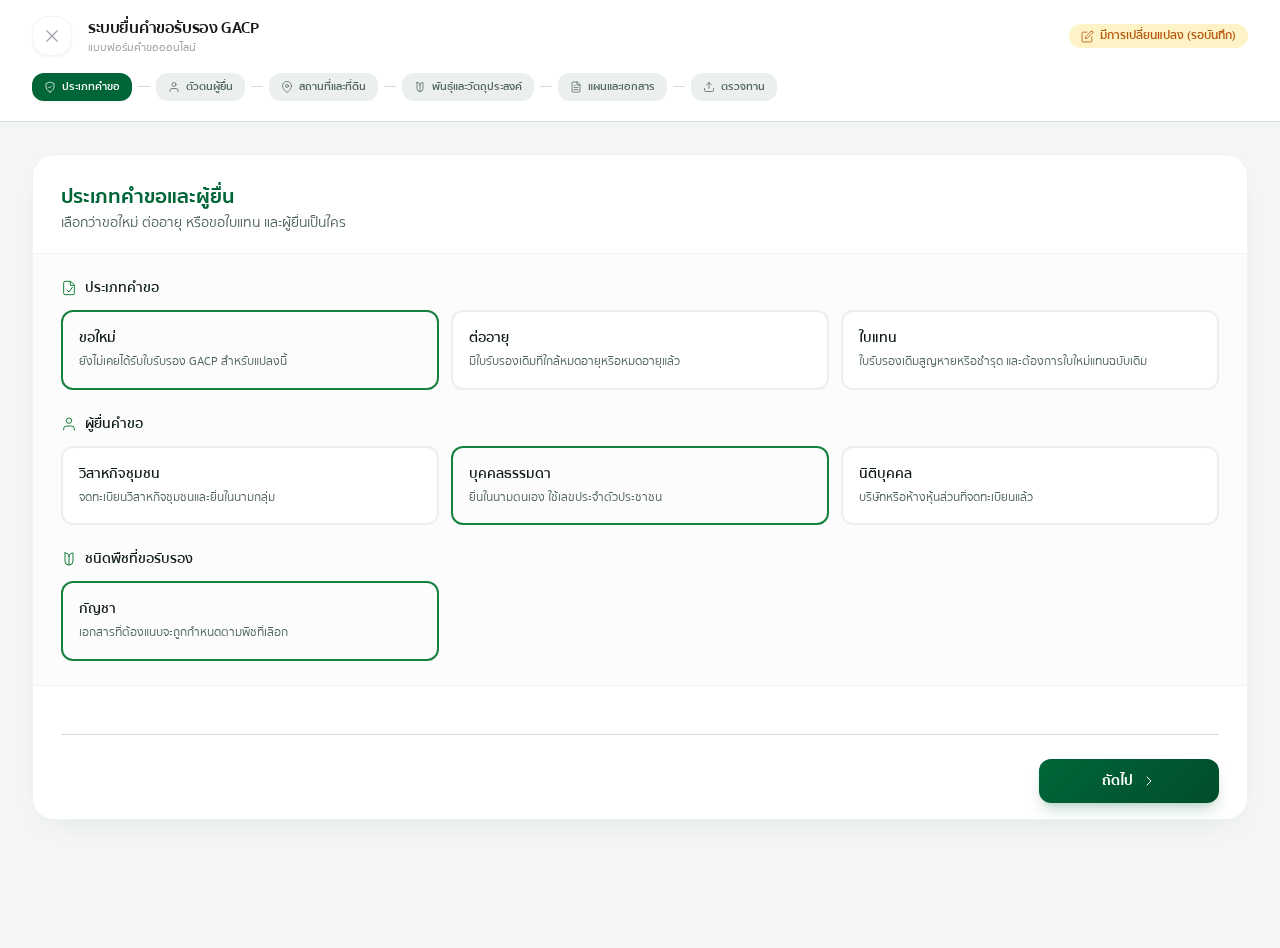 ระบบยื่นคำขอรับรอง GACP
แบบฟอร์มคำขอออนไลน์
มีการเปลี่ยนแปลง (รอบันทึก)
ประเภทคำขอ
ตัวตนผู้ยื่น
สถานที่และที่ดิน
พันธุ์และวัตถุประสงค์
แผนและเอกสาร
ตรวจทาน
ประเภทคำขอและผู้ยื่น
เลือกว่าขอใหม่ ต่ออายุ หรือขอใบแทน และผู้ยื่นเป็นใคร
ประเภทคำขอ
ขอใหม่
ยังไม่เคยได้รับใบรับรอง GACP สำหรับแปลงนี้
ต่ออายุ
มีใบรับรองเดิมที่ใกล้หมดอายุหรือหมดอายุแล้ว
ใบแทน
ใบรับรองเดิมสูญหายหรือชำรุด และต้องการใบใหม่แทนฉบับเดิม
ผู้ยื่นคำขอ
วิสาหกิจชุมชน
จดทะเบียนวิสาหกิจชุมชนและยื่นในนามกลุ่ม
บุคคลธรรมดา
ยื่นในนามตนเอง ใช้เลขประจำตัวประชาชน
นิติบุคคล
บริษัทหรือห้างหุ้นส่วนที่จดทะเบียนแล้ว
ชนิดพืชที่ขอรับรอง
กัญชา
เอกสารที่ต้องแนบจะถูกกำหนดตามพืชที่เลือก
ถัดไป